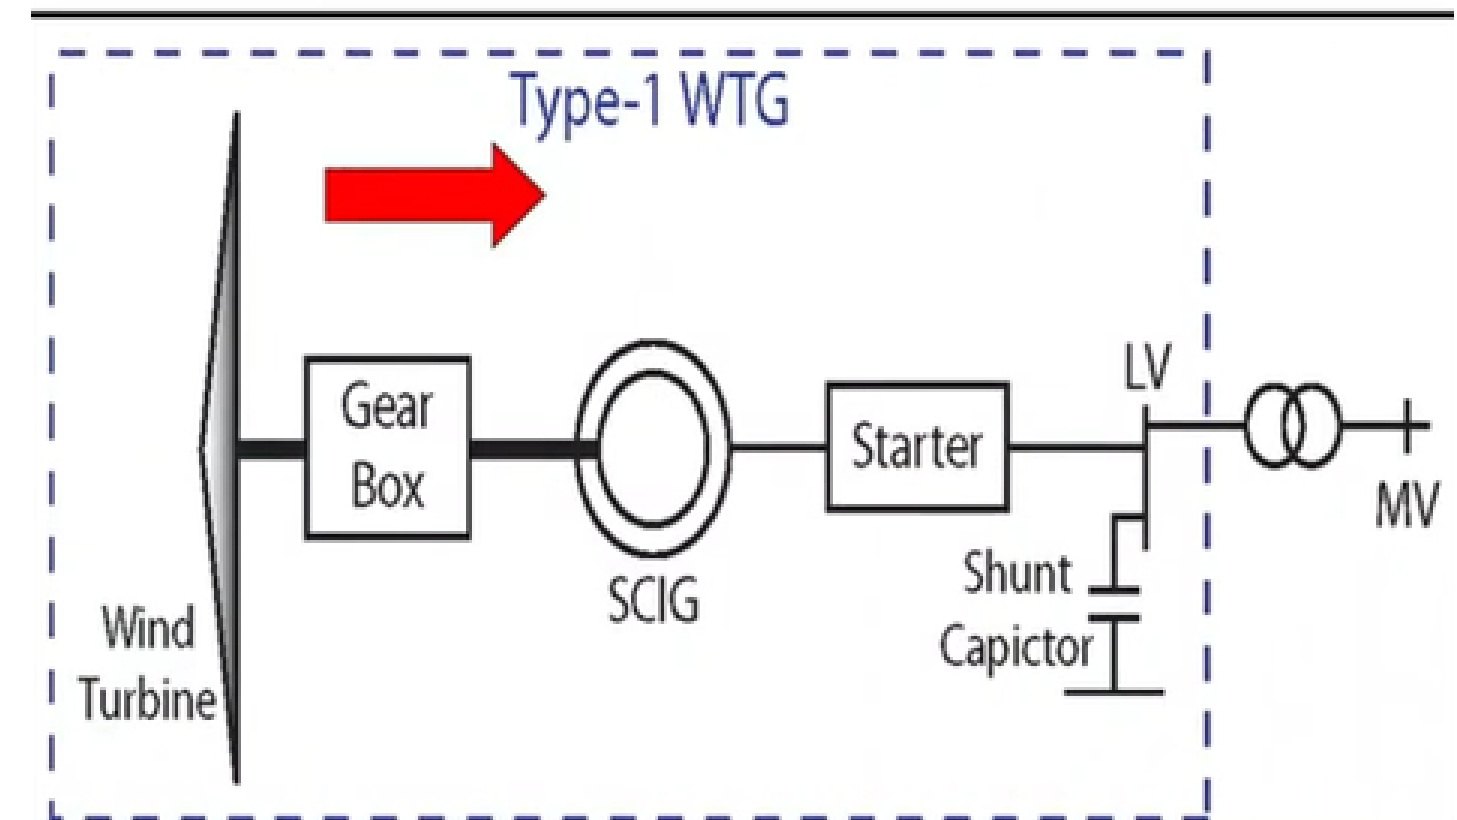 Type-1 WTG
LV
Gear
Box
Starter
MV
Shunt
Capictor
SCIG
Wind
Turbine